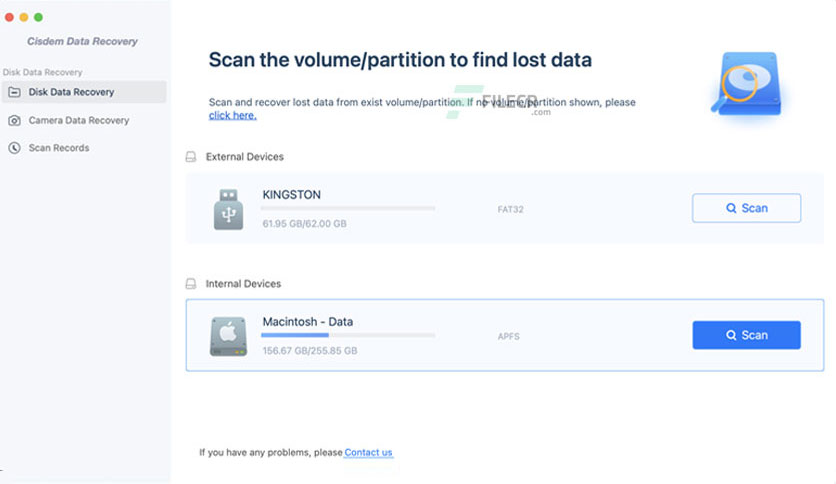 Cisdem Data Recovery
Disk Data Recovery
Disk Data Recovery
Camera Data Recovery
Scan Records
Scan the volume/partition to find lost data
Scan and recover lost data from exist volume/partition. If no volume/partition shown, please
click here.
FILECR
.com
External Devices
KINGSTON
61.95 GB/62.00 GB
FAT32
Scan
Internal Devices
Macintosh - Data
156.67 GB/255.85 GB
APFS
Scan
If you have any problems, please Contact us